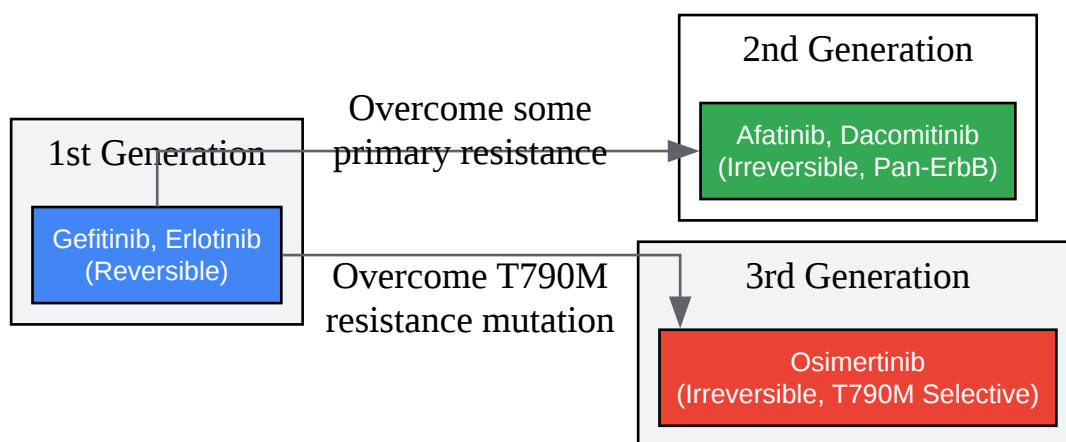 1st Generation
Gefitinib, Erlotinib
(Reversible)
Overcome some
primary resistance
Overcome T790M
resistance mutation
2nd Generation
Afatinib, Dacomitinib
(Irreversible, Pan-ErbB)
3rd Generation
Osimertinib
(Irreversible, T790M Selective)